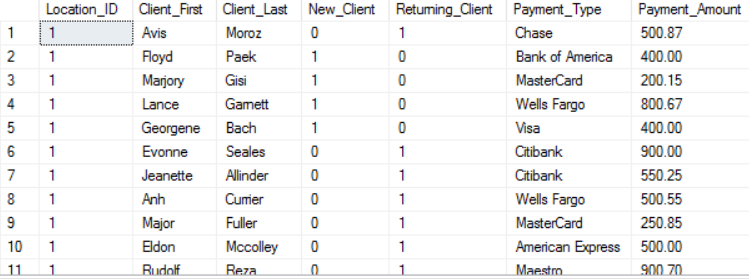 Location_ID Client_First Client_Last New_Client Returning_Client Payment_Type Payment_Amount
1 1 Avis Moroz 0 1 Chase 500.87
2 1 Floyd Paek 1 0 Bank of America 400.00
3 1 Marjory Gisi 1 0 MasterCard 200.15
4 1 Lance Garnett 1 0 Wells Fargo 800.67
5 1 Georgene Bach 1 0 Visa 400.00
6 1 Evonne Seales 0 1 Citibank 900.00
7 1 Jeanette Allinder 0 1 Citibank 550.25
8 1 Anh Currier 0 1 Wells Fargo 500.55
9 1 Major Fuller 0 1 MasterCard 250.85
10 1 Eldon Mccolley 0 1 American Express 500.00
11 1 Rudolf Reza 0 1 Maestro 900.70